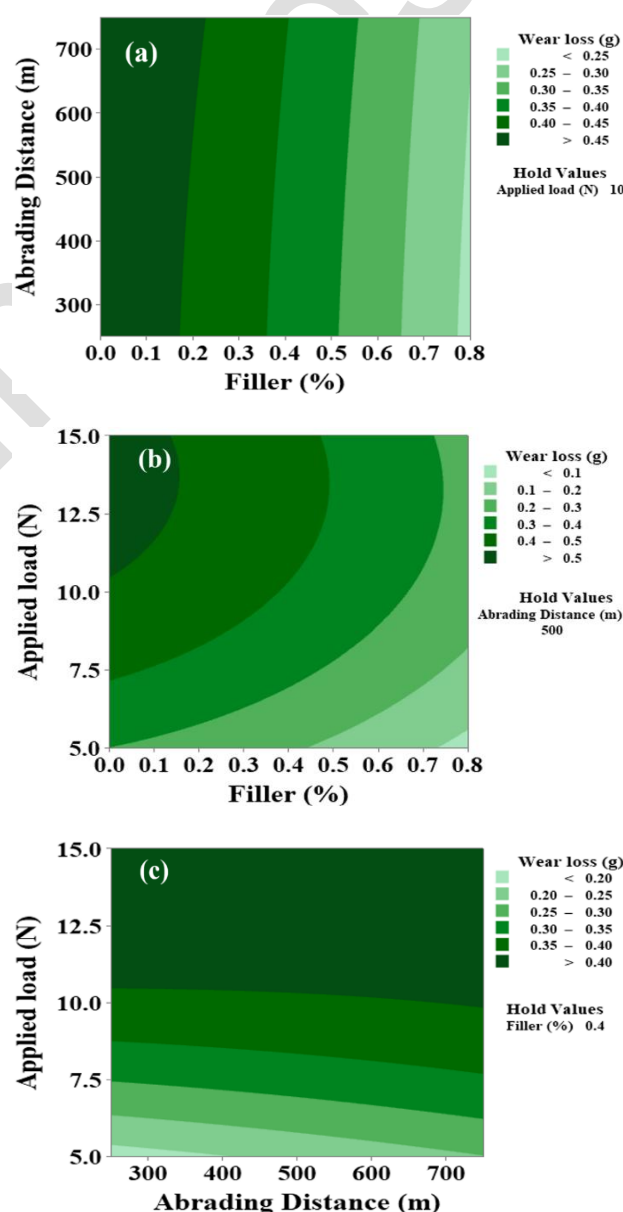 (a)
Abrading Distance (m)
700
600
500
400
300
0.0 0.1 0.2 0.3 0.4 0.5 0.6 0.7 0.8
Filler (%)
Wear loss (g)
< 0.25
0.25 – 0.30
0.30 – 0.35
0.35 – 0.40
0.40 – 0.45
> 0.45
Hold Values
Applied load (N) 10
(b)
Applied load (N)
15.0
12.5
10.0
7.5
5.0
0.0 0.1 0.2 0.3 0.4 0.5 0.6 0.7 0.8
Filler (%)
Wear loss (g)
< 0.1
0.1 – 0.2
0.2 – 0.3
0.3 – 0.4
0.4 – 0.5
> 0.5
Hold Values
Abrading Distance (m)
500
(c)
Applied load (N)
15.0
12.5
10.0
7.5
5.0
300 400 500 600 700
Abrading Distance (m)
Wear loss (g)
< 0.20
0.20 – 0.25
0.25 – 0.30
0.30 – 0.35
0.35 – 0.40
> 0.40
Hold Values
Filler (%) 0.4